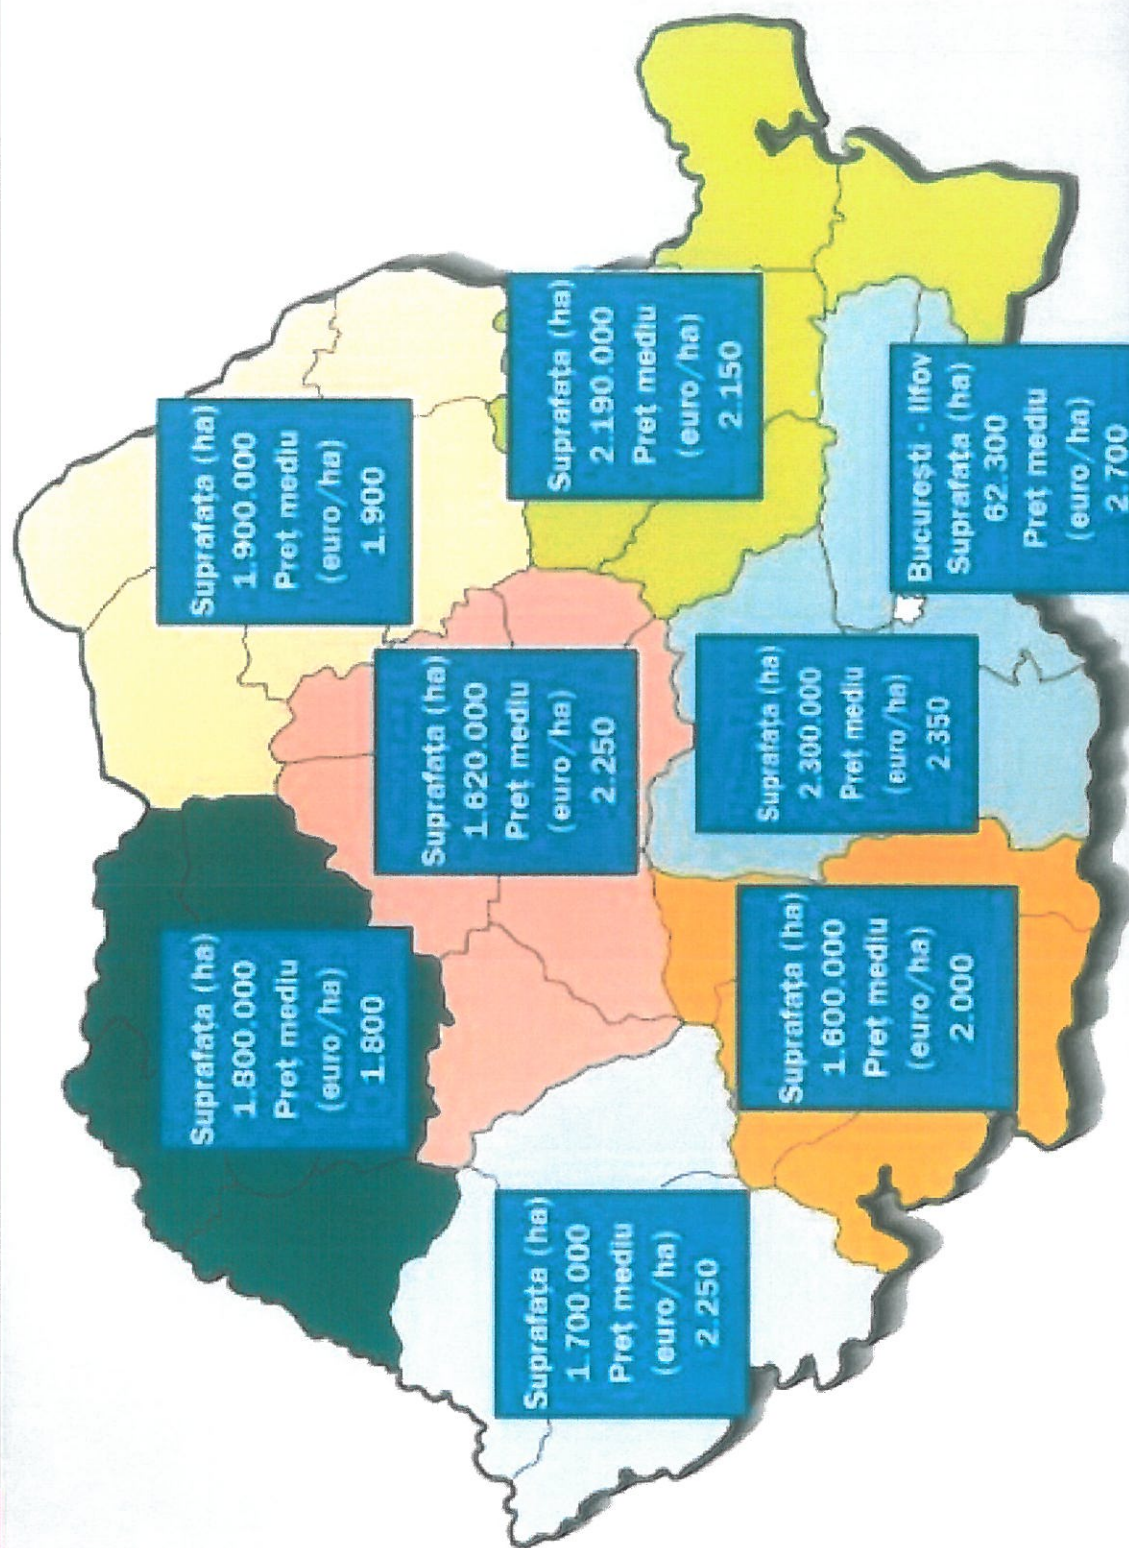 Suprafața (ha)
1.800.000
Preț mediu
(euro/ha)
1.800
Suprafața (ha)
1.900.000
Preț mediu
(euro/ha)
1.900
Suprafața (ha)
1.700.000
Preț mediu
(euro/ha)
2.250
Suprafața (ha)
1.620.000
Preț mediu
(euro/ha)
2.250
Suprafața (ha)
2.190.000
Preț mediu
(euro/ha)
2.150
Suprafața (ha)
1.600.000
Preț mediu
(euro/ha)
2.000
Suprafața (ha)
2.300.000
Preț mediu
(euro/ha)
2.350
București - Ilfov
Suprafața (ha)
62.300
Preț mediu
(euro/ha)
2.700